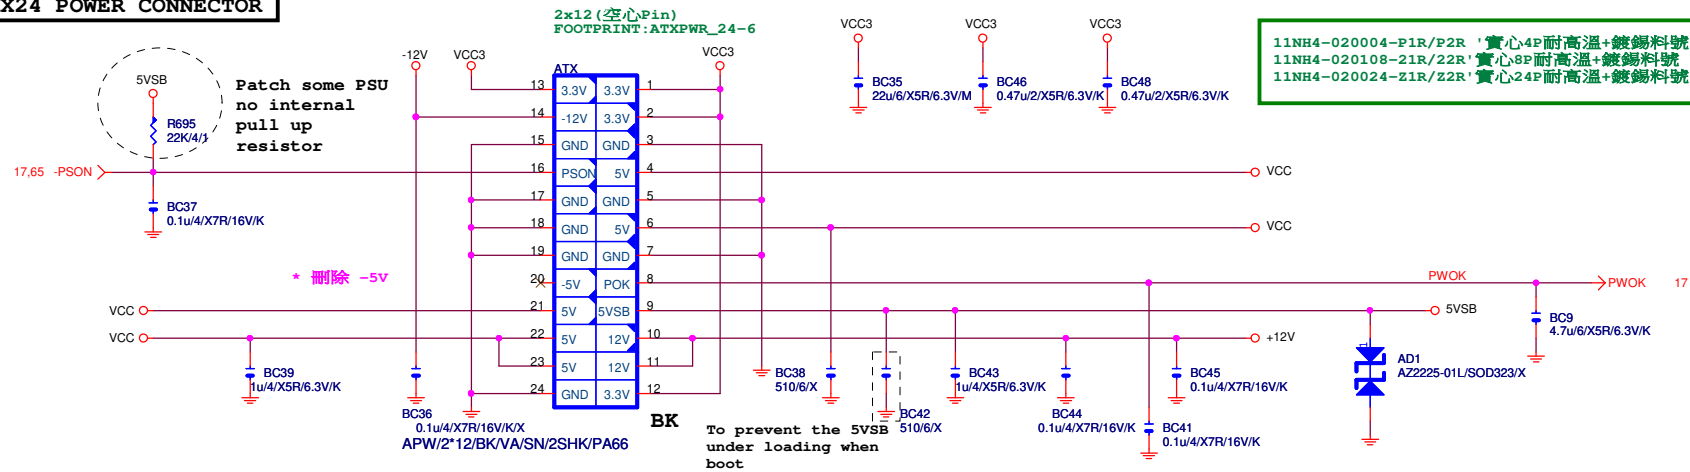 X24 POWER CONNECTOR
2x12(空心Pin)
FOOTPRINT:ATXPWR_24-6
11NH4-020004-P1R/P2R '實心4P耐高溫+鍍錫料號
11NH4-020108-21R/22R'實心8P耐高溫+鍍錫料號
11NH4-020024-Z1R/Z2R'實心24P耐高溫+鍍錫料號
VCC3
VCC3
VCC3
BC35
22u/6/X5R/6.3V/M
BC46
0.47u/2/X5R/6.3V/K
BC48
0.47u/2/X5R/6.3V/K
5VSB
R695
22K/4/1
Patch some PSU
no internal
pull up
resistor
-12V
VCC3
VCC3
ATX
13 3.3V 3.3V 1
14 -12V 3.3V 2
15 GND GND 3
16 PSON 5V 4
17 GND GND 5
18 GND 5V 6
19 GND GND 7
20 -5V POK 8
21 5V 5VSB 9
22 5V 12V 10
23 5V 12V 11
24 GND 3.3V 12
17,65 -PSON
BC37
0.1u/4/X7R/16V/K
* 刪除 -5V
VCC
VCC
BC39
1u/4/X5R/6.3V/K
BC36
0.1u/4/X7R/16V/K/X
APW/2*12/BK/VA/SN/2SHK/PA66
BK
VCC
VCC
PWOK
PWOK 17
5VSB
+12V
BC38
510/6/X
BC42
510/6/X
To prevent the 5VSB
under loading when
boot
BC43
1u/4/X5R/6.3V/K
BC44
0.1u/4/X7R/16V/K
BC45
0.1u/4/X7R/16V/K
BC41
0.1u/4/X7R/16V/K
AD1
AZ2225-01L/SOD323/X
BC9
4.7u/6/X5R/6.3V/K